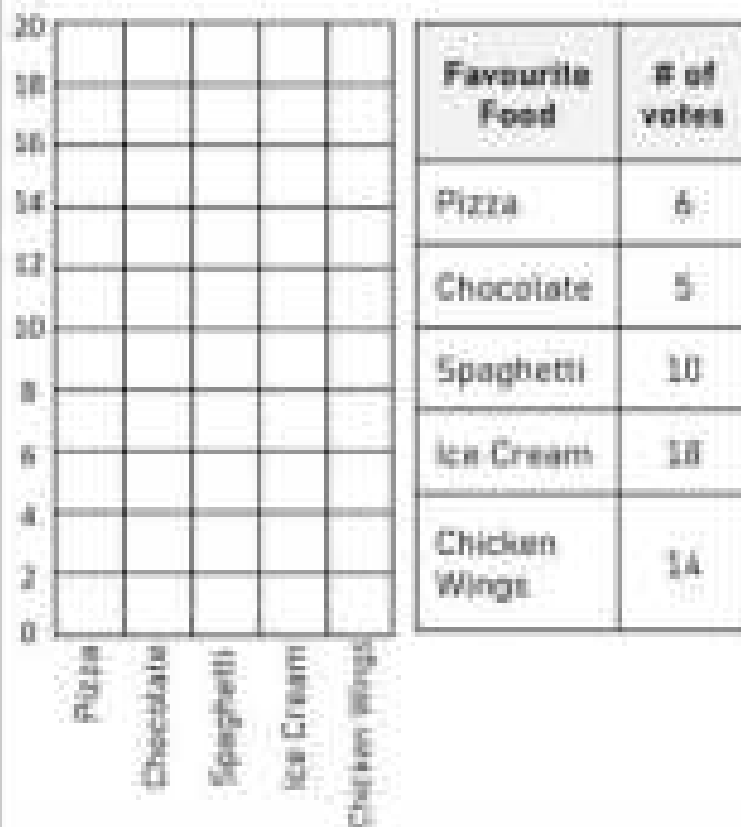 20
18
16
14
12
10
8
6
4
2
0
Pizza
Chocolate
Spaghetti
Ice Cream
Chicken Wings
Favourite Food
# of votes
Pizza 6
Chocolate 5
Spaghetti 10
Ice Cream 18
Chicken
Wings 14